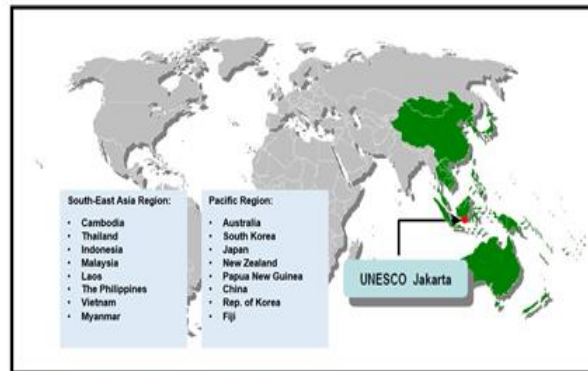 South-East Asia Region:
• Cambodia
• Thailand
• Indonesia
• Malaysia
• Laos
• The Philippines
• Vietnam
• Myanmar
Pacific Region:
• Australia
• South Korea
• Japan
• New Zealand
• Papua New Guinea
• China
• Rep. of Korea
• Fiji
UNESCO Jakarta